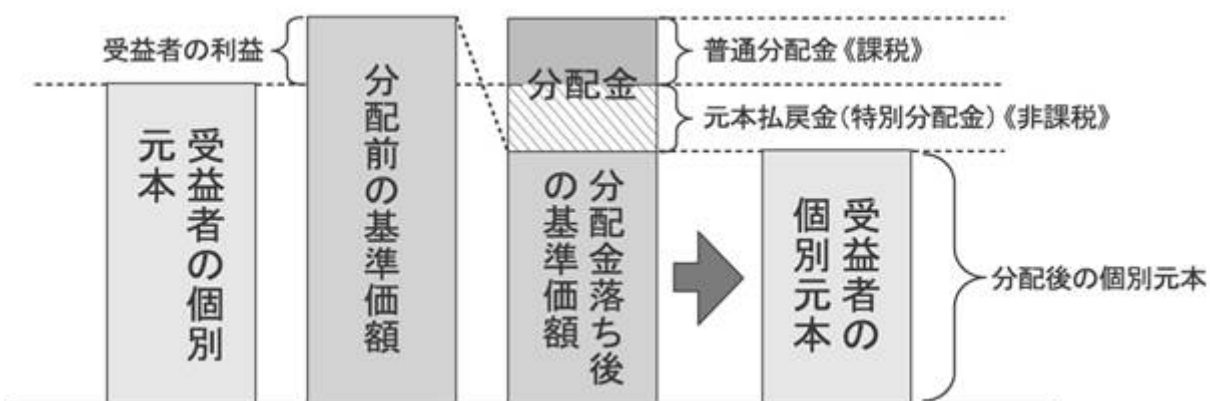 受益者の利益
受益者の個別
元本
分配前の基準価額
分配金
普通分配金《課税》
元本払戻金(特別分配金)《非課税》
分配金落ち後
の基準価額
受益者の
個別元本
分配後の個別元本